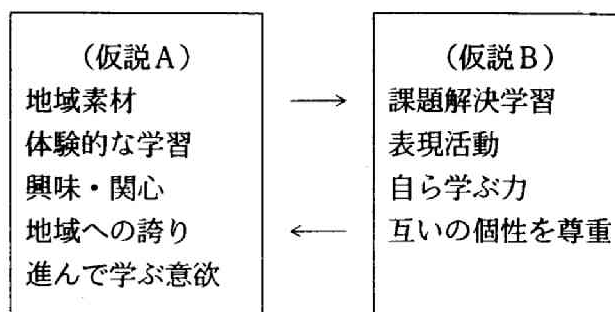 （仮説A）
地域素材
体験的な学習
興味・関心
地域への誇り
進んで学ぶ意欲
（仮説B）
課題解決学習
表現活動
自ら学ぶ力
互いの個性を尊重